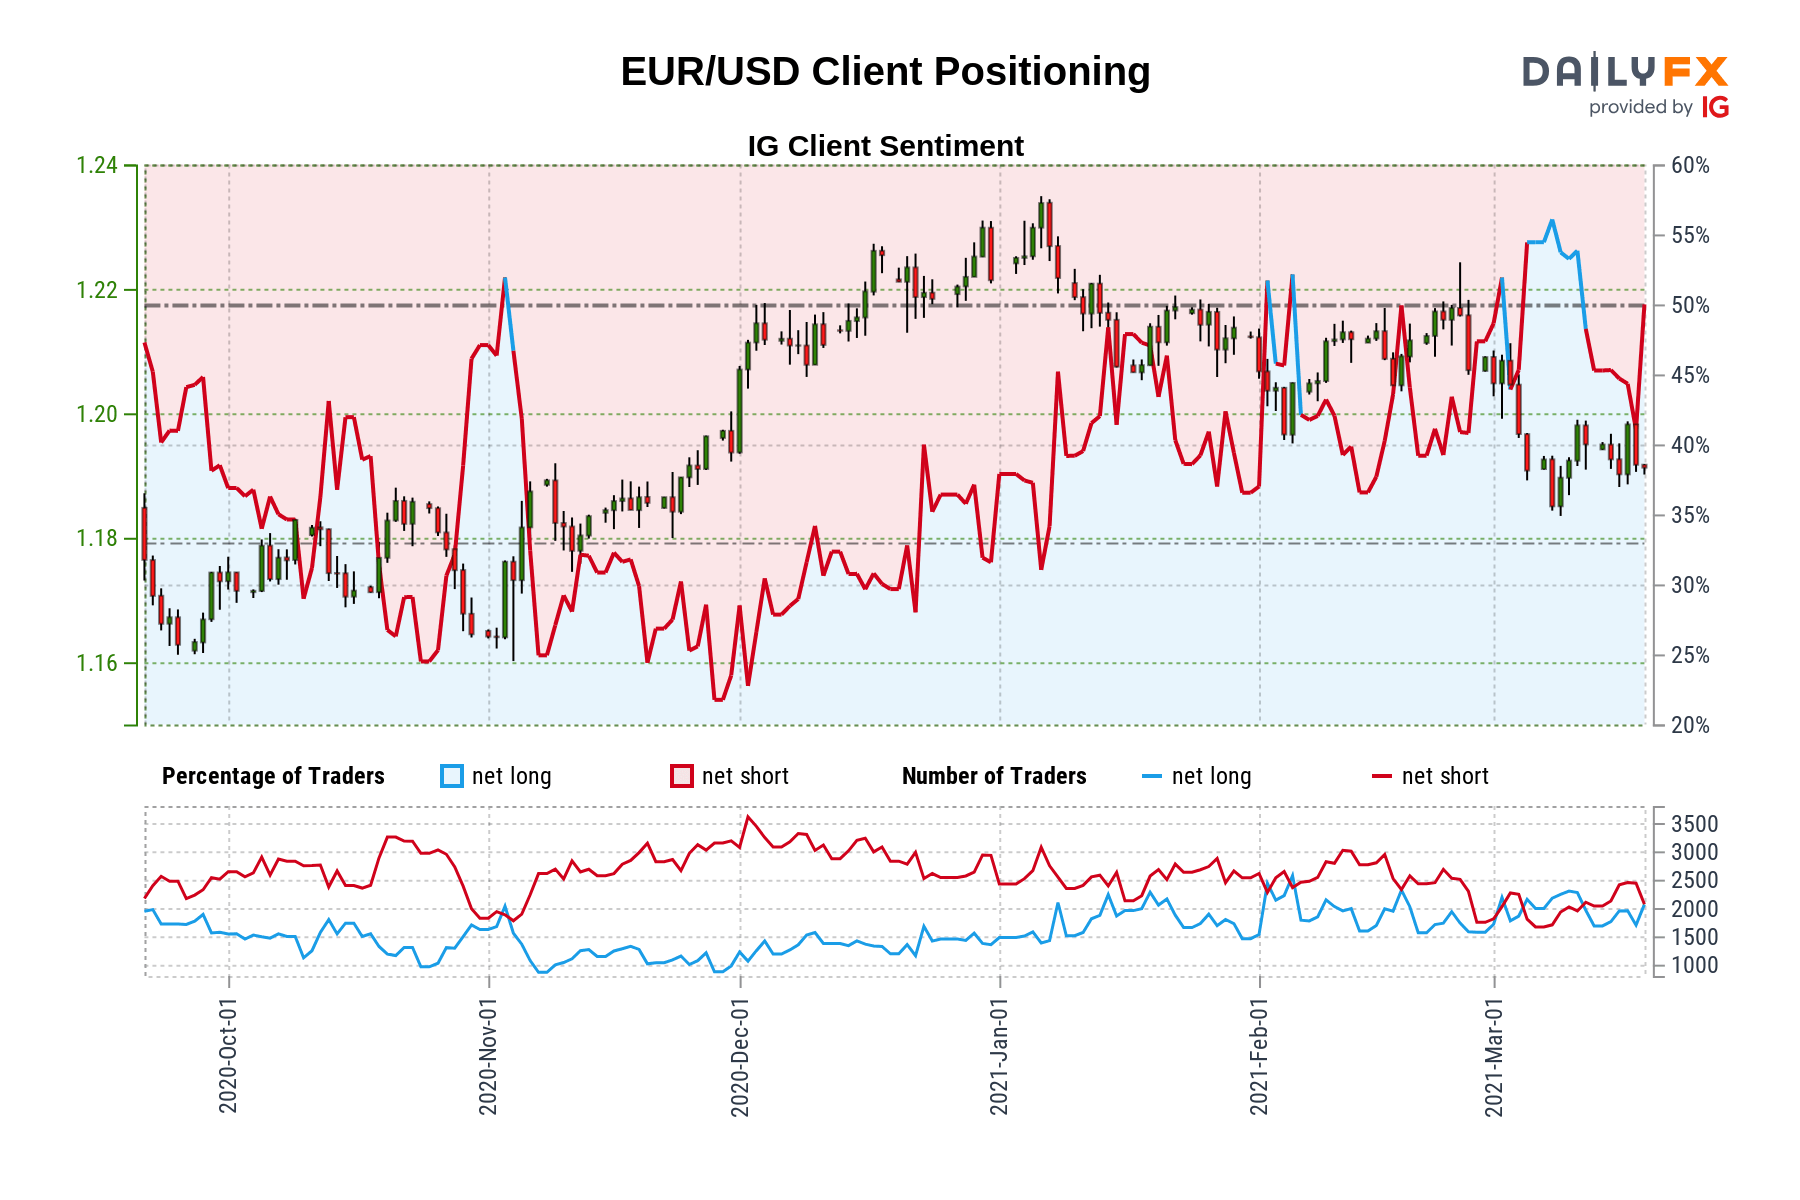 EUR/USD Client Positioning
DAILYFX
provided by IG
IG Client Sentiment
1.24
1.22
1.20
1.18
1.16
60%
55%
50%
45%
40%
35%
30%
25%
20%
Percentage of Traders net long net short Number of Traders net long net short
3500
3000
2500
2000
1500
1000
2020-Oct-01
2020-Nov-01
2020-Dec-01
2021-Jan-01
2021-Feb-01
2021-Mar-01